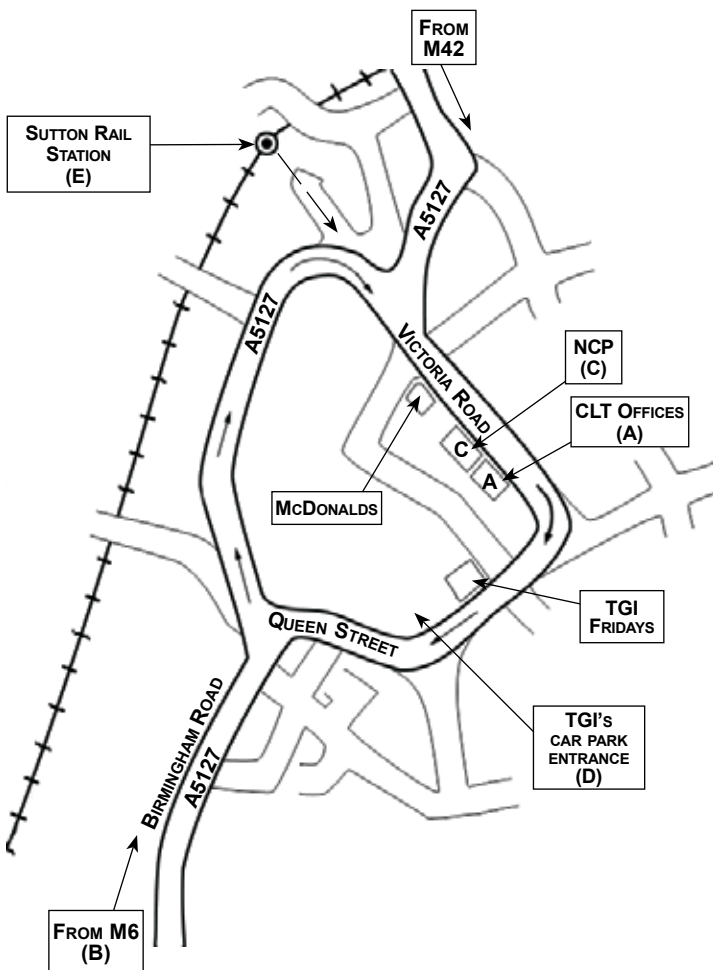 From
M42
Sutton Rail
Station
(E)
A5127
A5127
Victoria Road
NCP
(C)
CLT Offices
(A)
C
A
McDonalds
TGI
Fridays
Queen Street
TGI's
car park
entrance
(D)
Birmingham Road
A5127
From M6
(B)